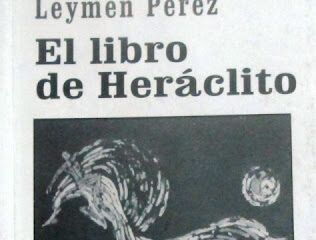 Leymen Pérez
El libro
de Heráclito